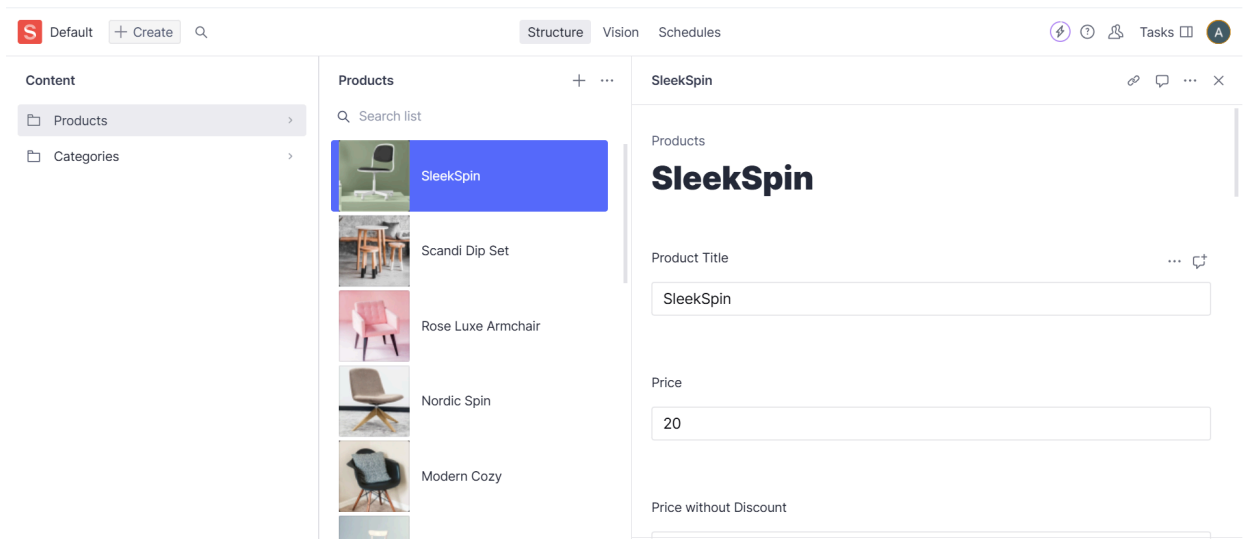 S Default + Create
Structure Vision Schedules
Tasks A
Content
Products
Categories
Products
Search list
SleekSpin
Scandi Dip Set
Rose Luxe Armchair
Nordic Spin
Modern Cozy
SleekSpin
Products
SleekSpin
Product Title
SleekSpin
Price
20
Price without Discount